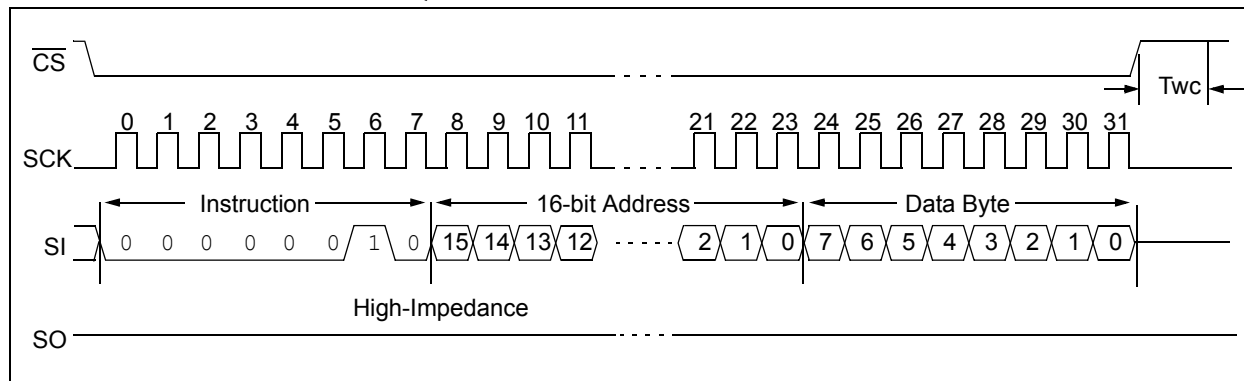 CS
Twc
0 1 2 3 4 5 6 7 8 9 10 11 21 22 23 24 25 26 27 28 29 30 31
SCK
Instruction 16-bit Address Data Byte
SI 0 0 0 0 0 0 1 0 15 14 13 12 2 1 0 7 6 5 4 3 2 1 0
High-Impedance
SO